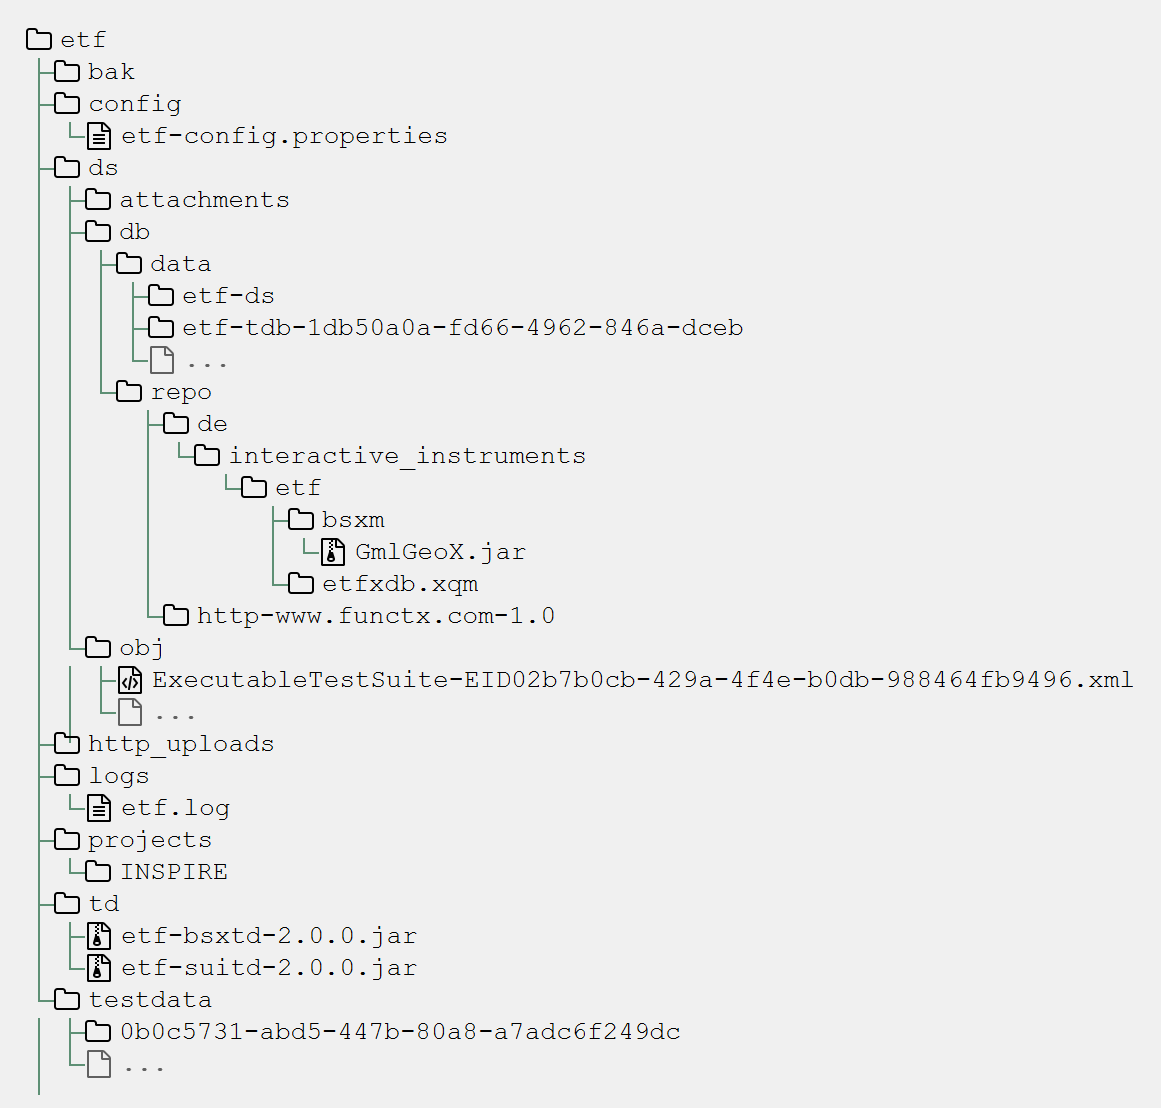 etf
bak
config
etf-config.properties
ds
attachments
db
data
etf-ds
etf-tdb-1db50a0a-fd66-4962-846a-dceb
...
repo
de
interactive_instruments
etf
bsxm
GmlGeoX.jar
etfxdb.xqm
http-www.functx.com-1.0
obj
ExecutableTestSuite-EID02b7b0cb-429a-4f4e-b0db-988464fb9496.xml
...
http_uploads
logs
etf.log
projects
INSPIRE
td
etf-bsxtd-2.0.0.jar
etf-suitd-2.0.0.jar
testdata
0b0c5731-abd5-447b-80a8-a7adc6f249dc
...